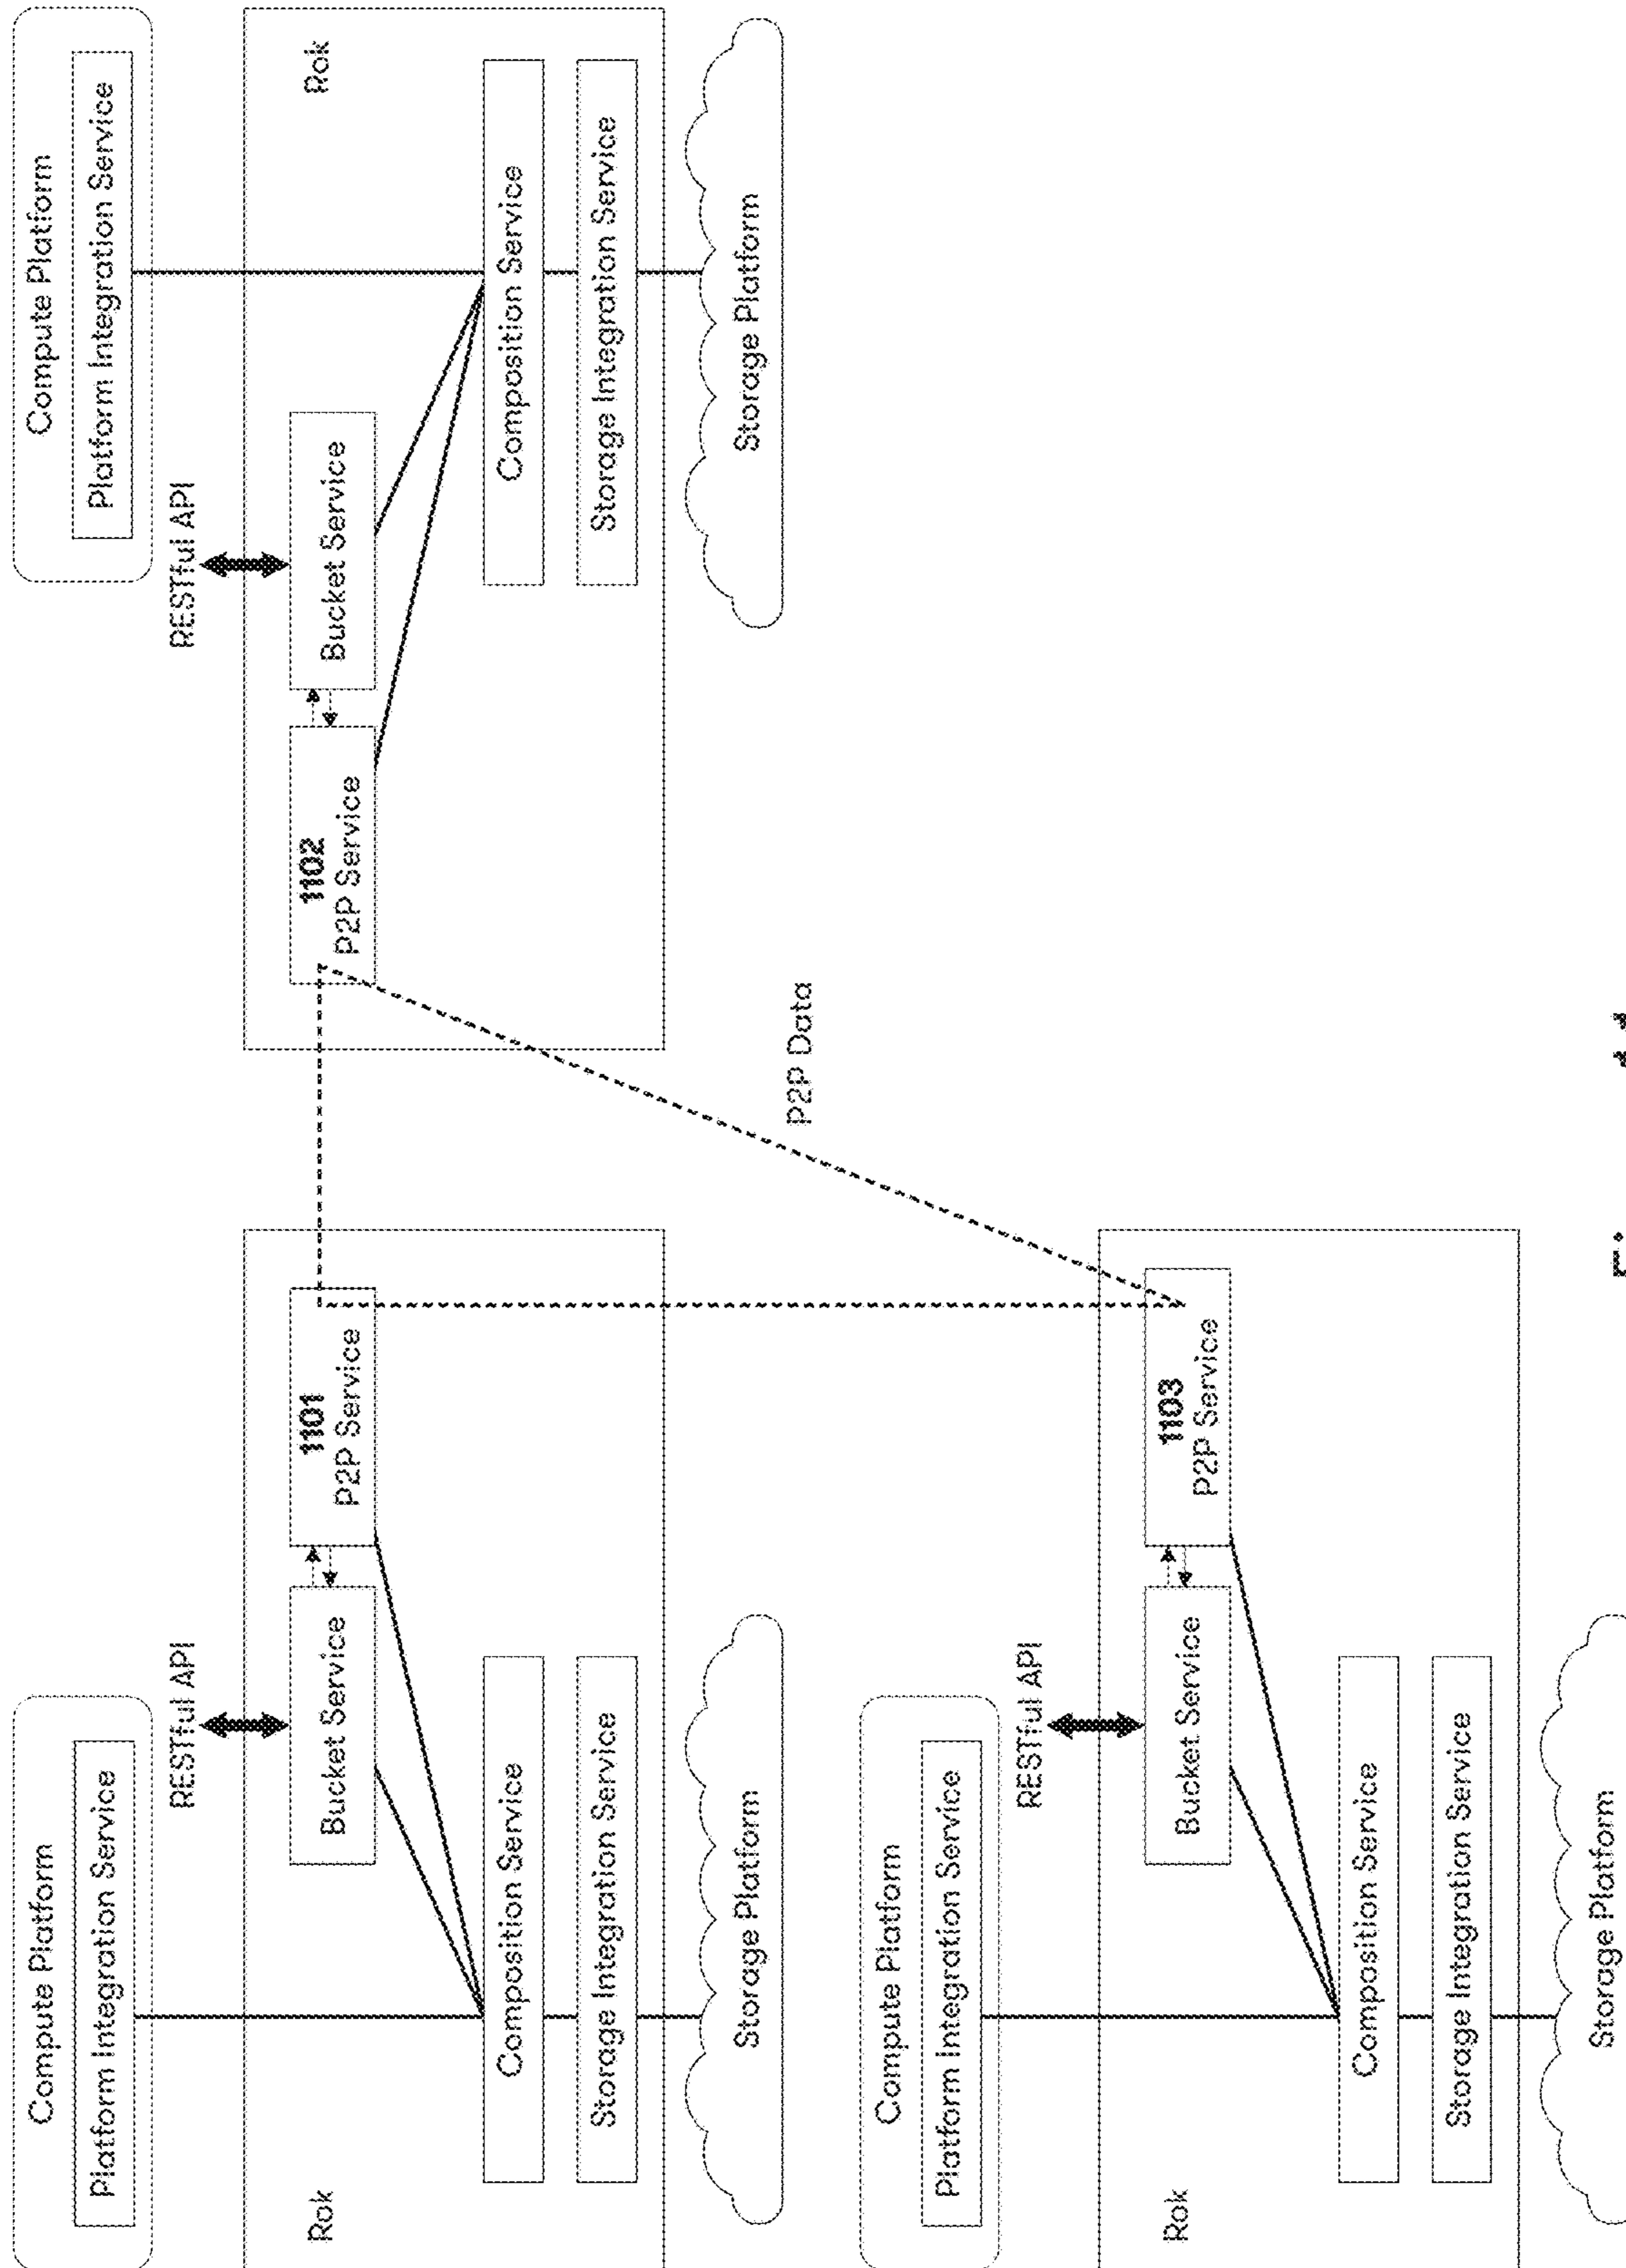 Compute Platform
Platform Integration Service
RESTful API
Rok
Bucket Service
1101
P2P Service
Composition Service
Storage Integration Service
Storage Platform
Compute Platform
Platform Integration Service
RESTful API
Rok
1102
P2P Service
Bucket Service
Composition Service
Storage Integration Service
Storage Platform
P2P Data
Compute Platform
Platform Integration Service
RESTful API
Rok
Bucket Service
1103
P2P Service
Composition Service
Storage Integration Service
Storage Platform